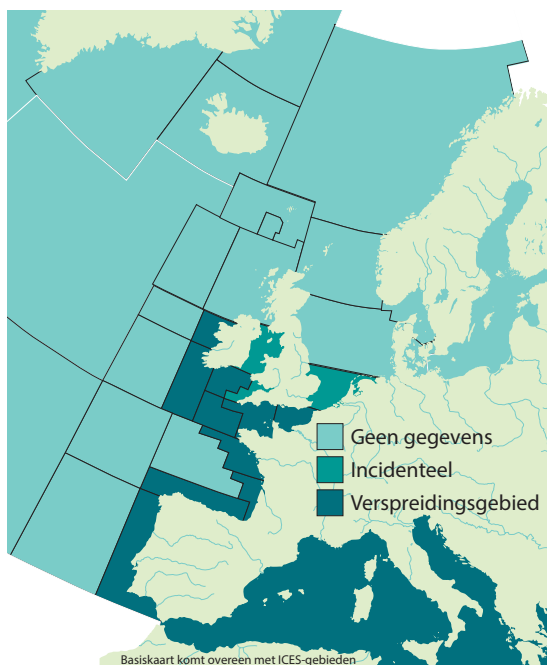 Geen gegevens
Incidenteel
Verspreidingsgebied
Basiskaart komt overeen met ICES-gebieden